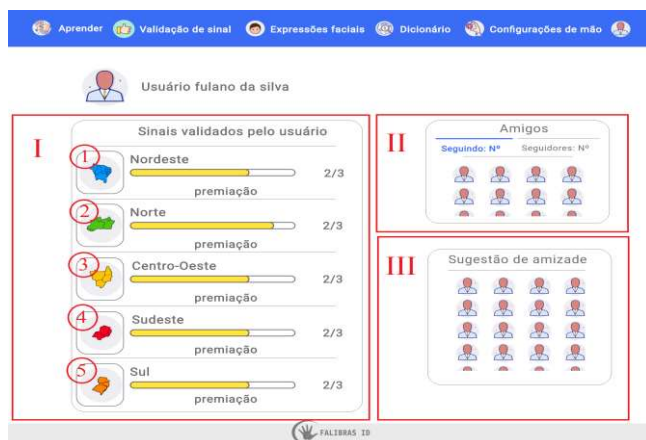 Aprender Validação de sinal Expressões faciais Dicionário Configurações de mão
Usuário fulano da silva
I
Sinais validados pelo usuário
1
Nordeste
2/3
premiação
2
Norte
2/3
premiação
3
Centro-Oeste
2/3
premiação
4
Sudeste
2/3
premiação
5
Sul
2/3
premiação
II
Amigos
Seguindo: Nº Seguidores: Nº
III
Sugestão de amizade
FALIBRAS ID